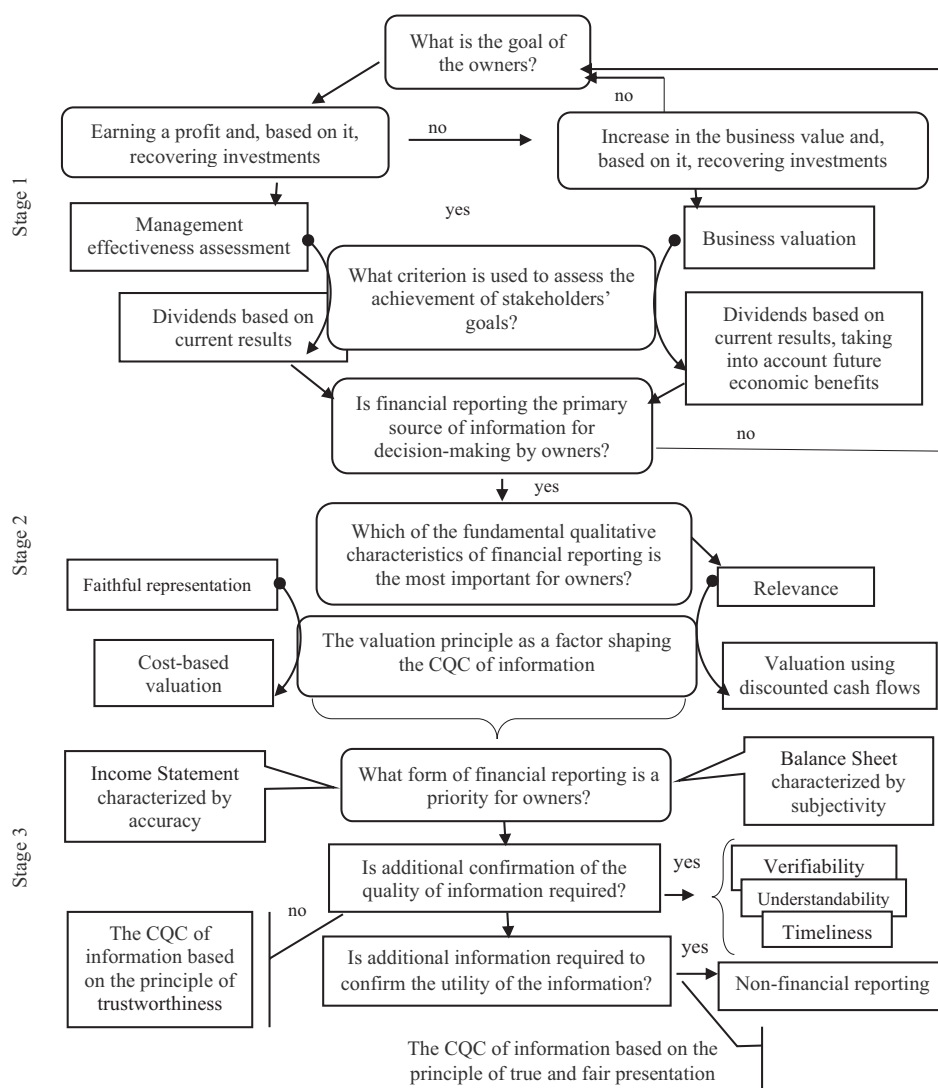 What is the goal of
the owners?
no
Earning a profit and, based on it,
recovering investments
no
Increase in the business value and,
based on it, recovering investments
Stage 1
yes
Management
effectiveness assessment
Business valuation
What criterion is used to assess the
achievement of stakeholders'
goals?
Dividends based on
current results
Dividends based on
current results, taking
into account future
economic benefits
Is financial reporting the primary
source of information for
decision-making by owners?
no
yes
Stage 2
Which of the fundamental qualitative
characteristics of financial reporting is
the most important for owners?
Faithful representation
Relevance
The valuation principle as a factor shaping
the CQC of information
Cost-based
valuation
Valuation using
discounted cash flows
Stage 3
Income Statement
characterized by
accuracy
What form of financial reporting is a
priority for owners?
Balance Sheet
characterized by
subjectivity
Is additional confirmation of the
quality of information required?
yes
Verifiability
Understandability
Timeliness
no
The CQC of
information based
on the principle of
trustworthiness
Is additional information required to
confirm the utility of the information?
yes
Non-financial reporting
The CQC of information based on the
principle of true and fair presentation